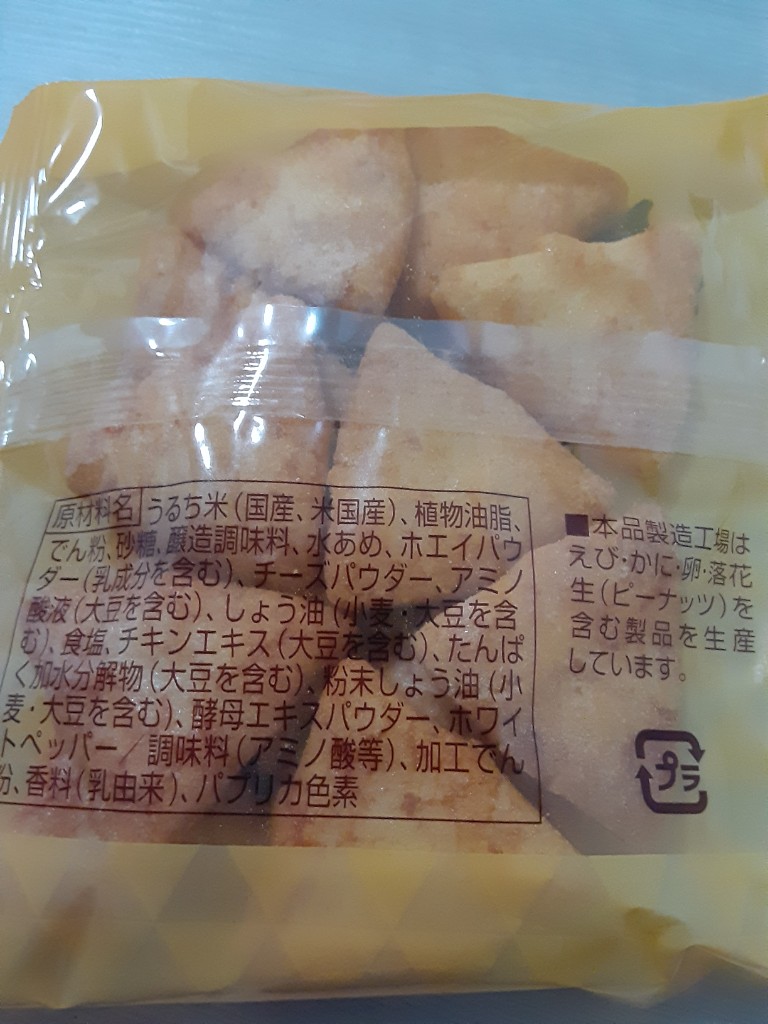 原材料名 うるち米(国産、米国産)、植物油脂、
でん粉、砂糖、醸造調味料、水あめ、ホエイパウ
ダー(乳成分を含む)、チーズパウダー、アミノ
酸液(大豆を含む)、しょう油(小麦・大豆を含
む)、食塩、チキンエキス(大豆を含む)、たんぱ
く加水分解物(大豆を含む)、粉末しょう油(小
麦・大豆を含む)、酵母エキスパウダー、ホワイ
トペッパー/調味料(アミノ酸等)、加工でん
粉、香料(乳由来)、パプリカ色素
■本品製造工場は
えび・かに・卵・落花
生(ピーナッツ)を
含む製品を生産
しています。
プラ